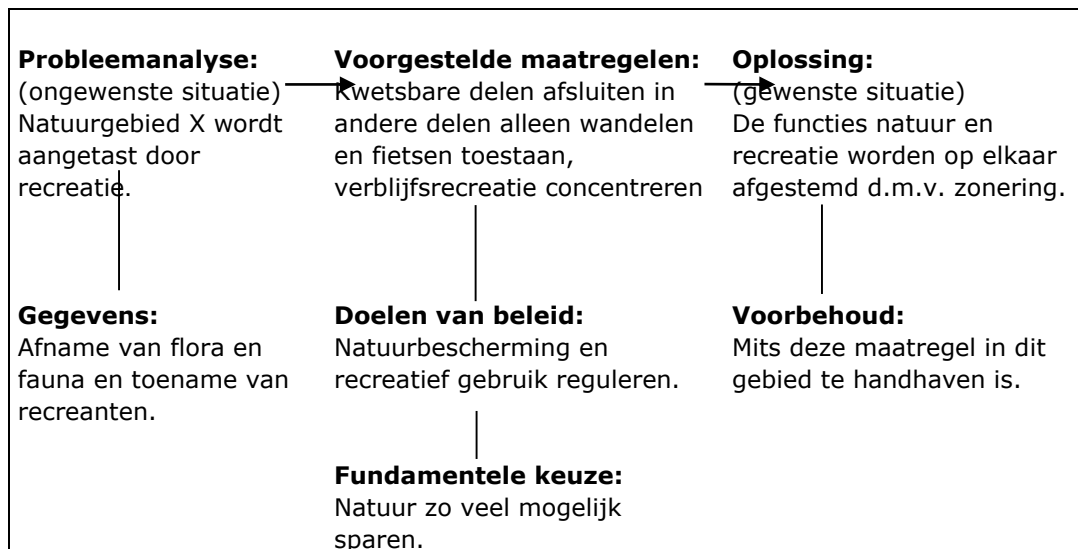 Probleemanalyse:
(ongewenste situatie)
Natuurgebied X wordt
aangetast door
recreatie.
Voorgestelde maatregelen:
Kwetsbare delen afsluiten in
andere delen alleen wandelen
en fietsen toestaan,
verblijfsrecreatie concentreren
Oplossing:
(gewenste situatie)
De functies natuur en
recreatie worden op elkaar
afgestemd d.m.v. zonering.
Gegevens:
Afname van flora en
fauna en toename van
recreanten.
Doelen van beleid:
Natuurbescherming en
recreatief gebruik reguleren.
Voorbehoud:
Mits deze maatregel in dit
gebied te handhaven is.
Fundamentele keuze:
Natuur zo veel mogelijk
sparen.